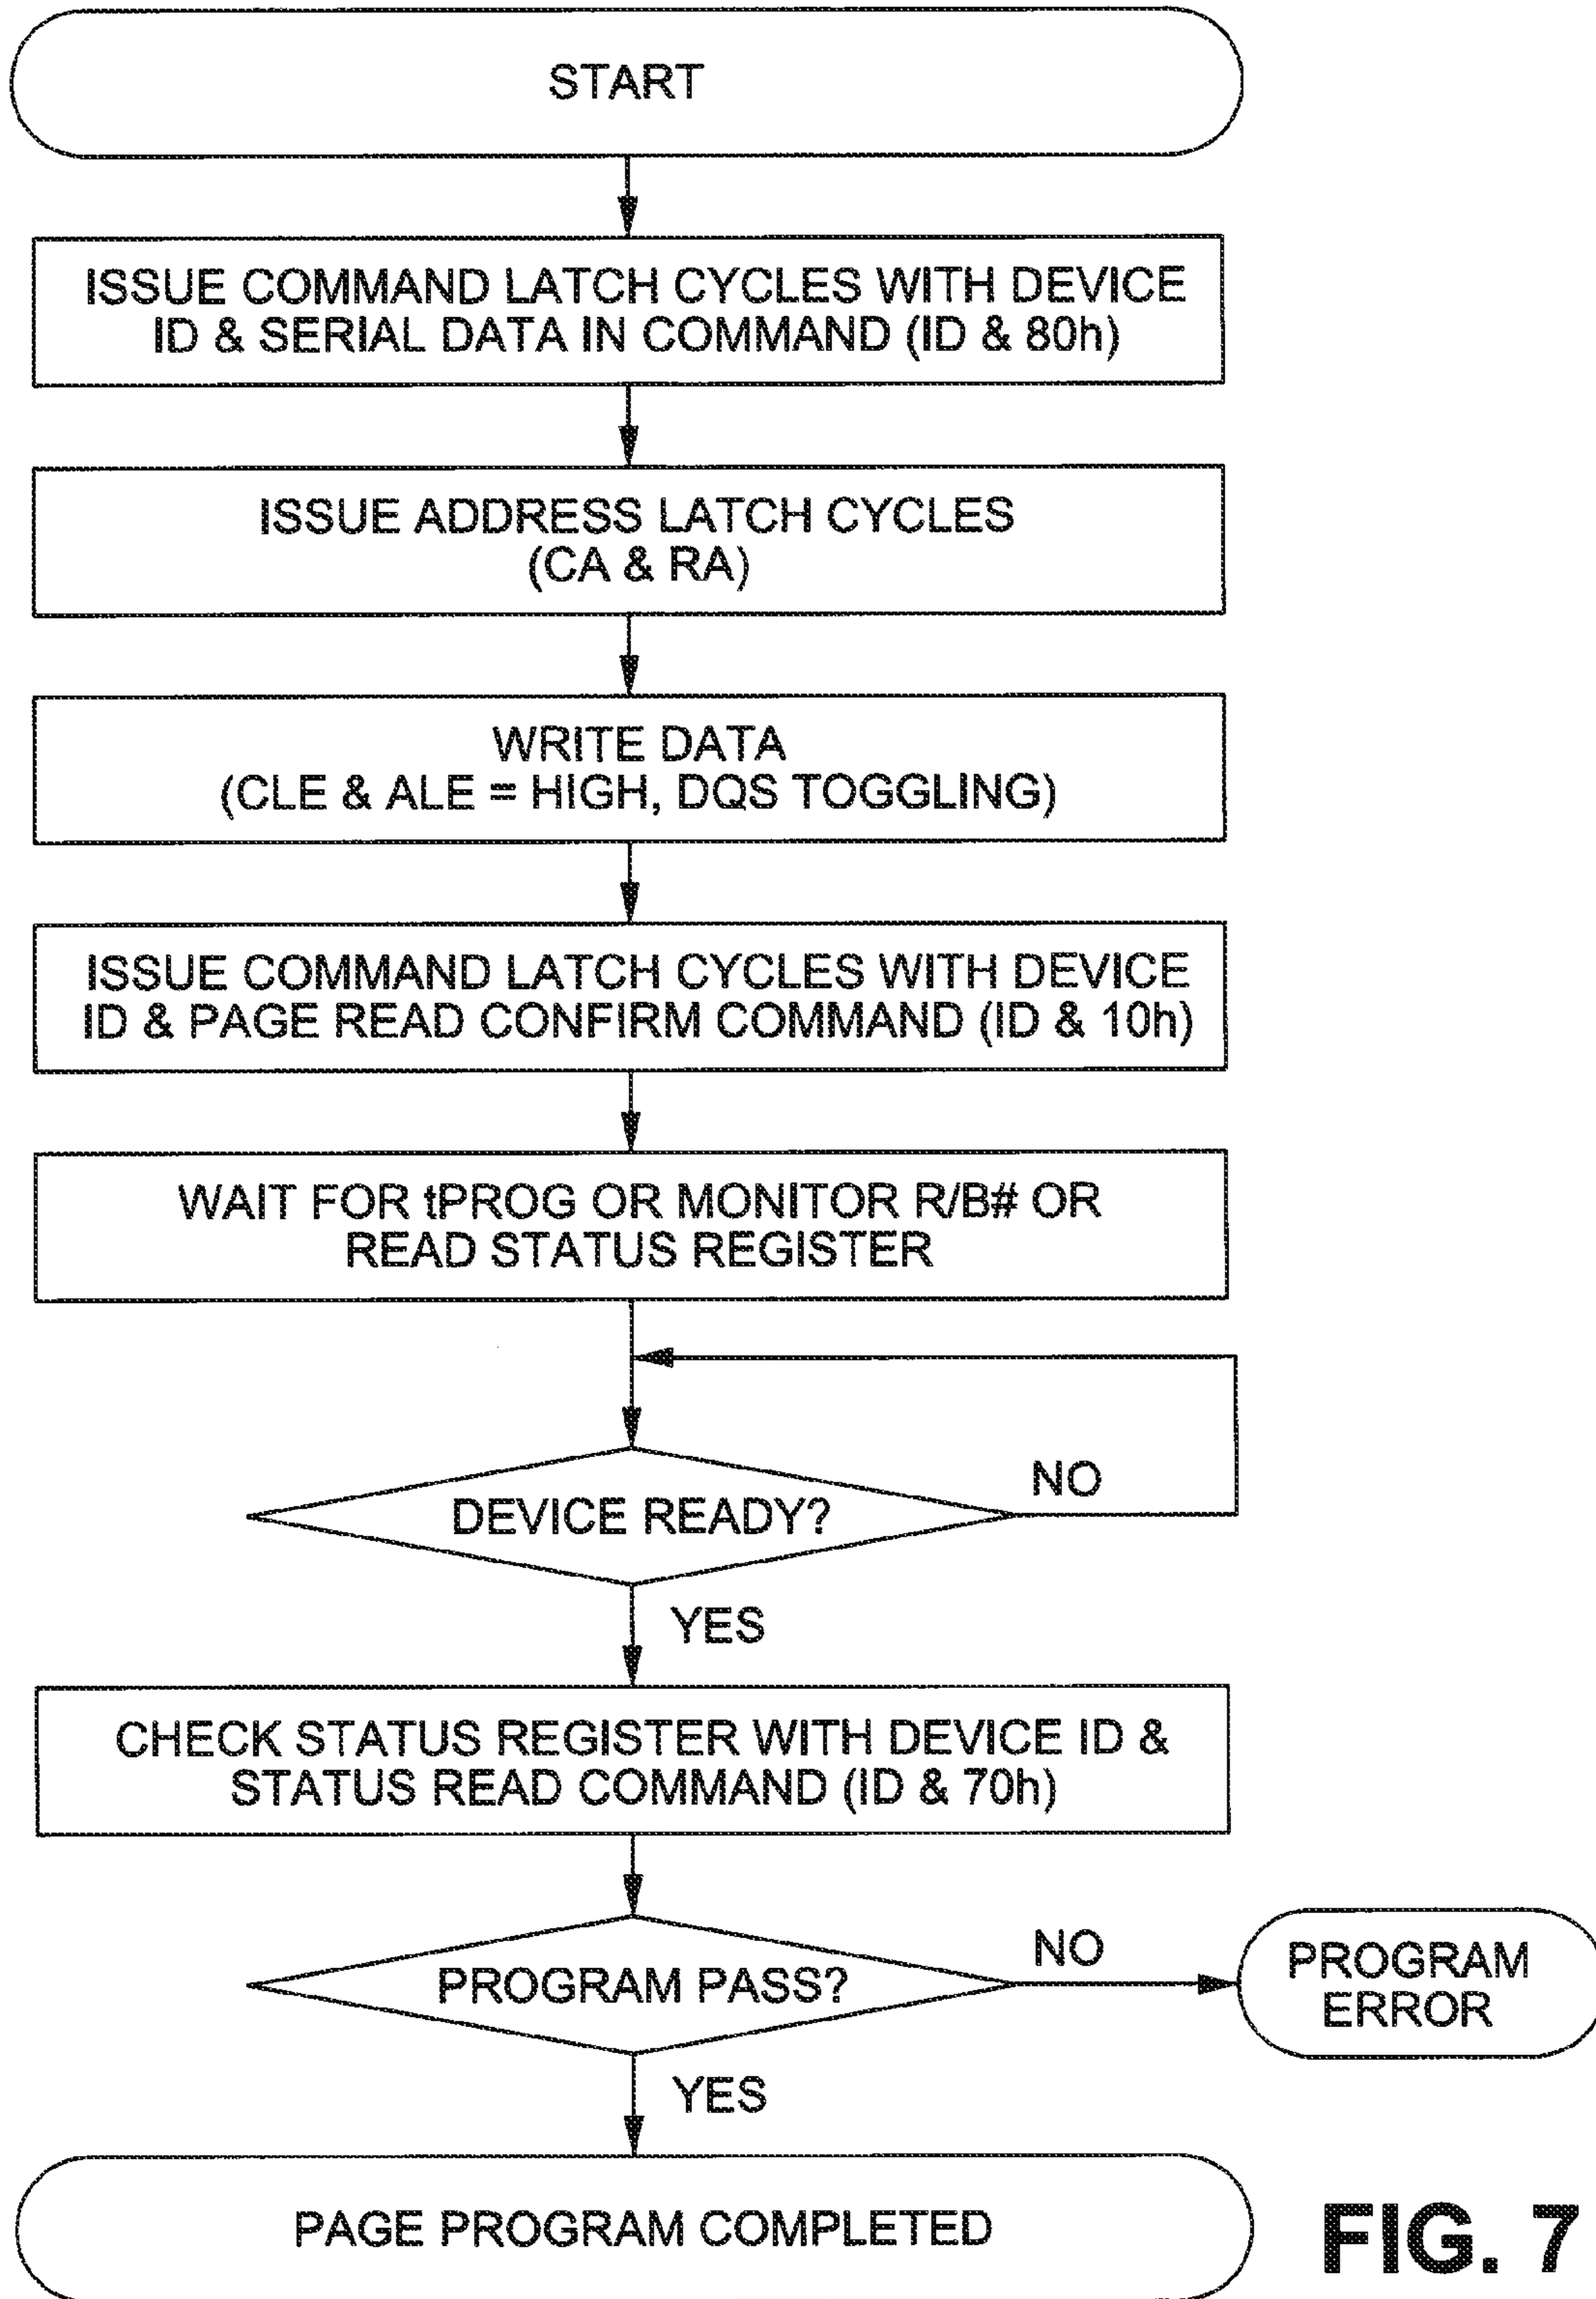 START
ISSUE COMMAND LATCH CYCLES WITH DEVICE
ID & SERIAL DATA IN COMMAND (ID & 80h)
ISSUE ADDRESS LATCH CYCLES
(CA & RA)
WRITE DATA
(CLE & ALE = HIGH, DQS TOGGLING)
ISSUE COMMAND LATCH CYCLES WITH DEVICE
ID & PAGE READ CONFIRM COMMAND (ID & 10h)
WAIT FOR tPROG OR MONITOR R/B# OR
READ STATUS REGISTER
NO
DEVICE READY?
YES
CHECK STATUS REGISTER WITH DEVICE ID &
STATUS READ COMMAND (ID & 70h)
NO
PROGRAM PASS?
PROGRAM
ERROR
YES
PAGE PROGRAM COMPLETED
FIG. 7